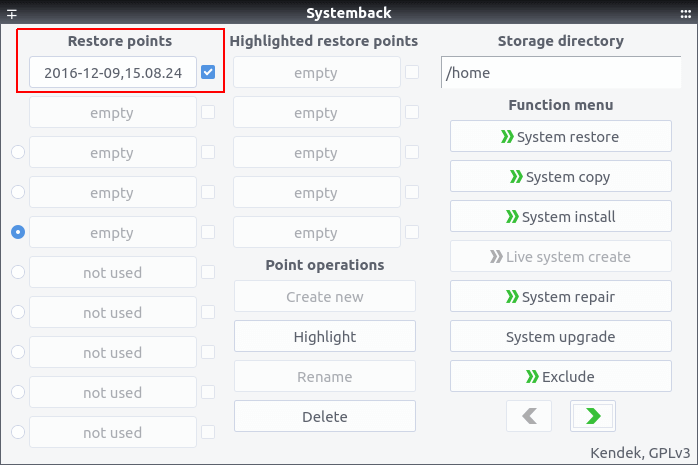 Systemback
Restore points
2016-12-09,15.08.24
empty
empty
empty
empty
not used
not used
not used
not used
not used
Highlighted restore points
empty
empty
empty
empty
empty
Point operations
Create new
Highlight
Rename
Delete
Storage directory
/home
Function menu
System restore
System copy
System install
Live system create
System repair
System upgrade
Exclude
Kendek, GPLv3